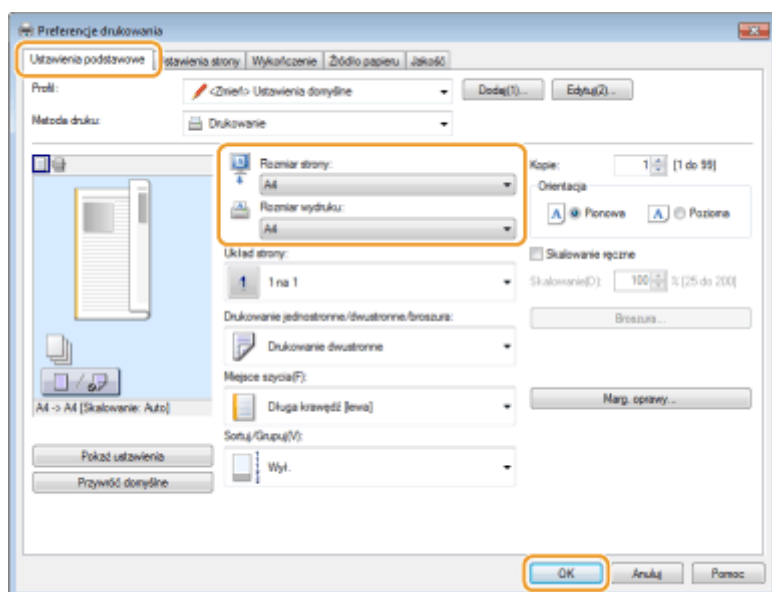 Preferencje drukowania
Ustawienia podstawowe Ustawienia strony Wykończenie Źródło papieru Jakość
Profil: <Zmień> Ustawienia domyślne Dodaj(1)... Edytuj(2)...
Metoda druku: Drukowanie
Rozmiar strony:
A4
Rozmiar wydruku:
A4
Kopie: 1 [1 do 99]
Orientacja
A Pionowa A Pozioma
Układ strony:
1 1 na 1
Skalowanie ręczne
Skalowanie(D): 100 % [25 do 200]
Drukowanie jednostronne/dwustronne/broszura:
Drukowanie dwustronne
Broszura...
Miejsce szycia(F):
Długa krawędź [lewa]
Marg. oprawy...
A4 -> A4 [Skalowanie: Auto]
Sortuj/Grupuj(V):
Wył.
Pokaż ustawienia
Przywróć domyślne
OK Anuluj Pomoc